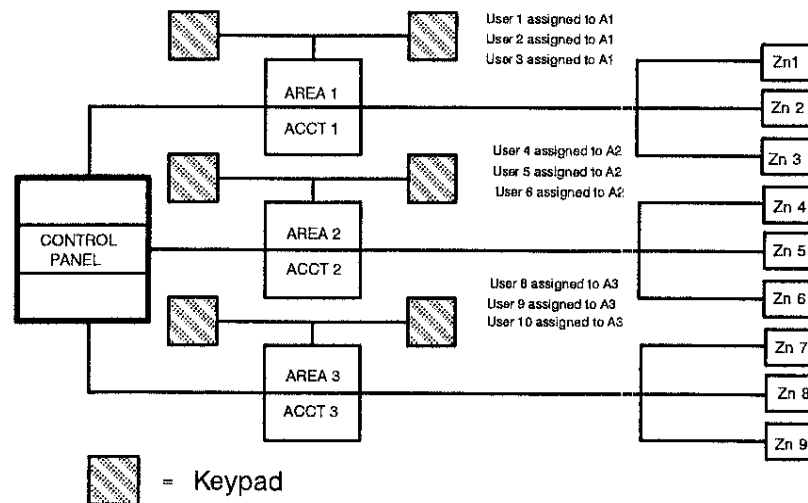 User 1 assigned to A1
User 2 assigned to A1
User 3 assigned to A1
AREA 1
ACCT 1
Zn1
Zn 2
Zn 3
User 4 assigned to A2
User 5 assigned to A2
User 6 assigned to A2
CONTROL
PANEL
AREA 2
ACCT 2
Zn 4
Zn 5
Zn 6
User 8 assigned to A3
User 9 assigned to A3
User 10 assigned to A3
AREA 3
ACCT 3
Zn 7
Zn 8
Zn 9
= Keypad